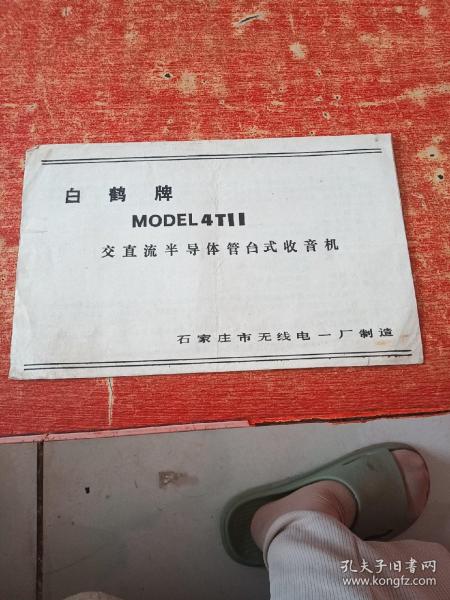 白鹤牌
MODEL 4T11
交直流半导体管台式收音机
石家庄市无线电一厂制造
孔夫子旧书网
www.kongfz.com